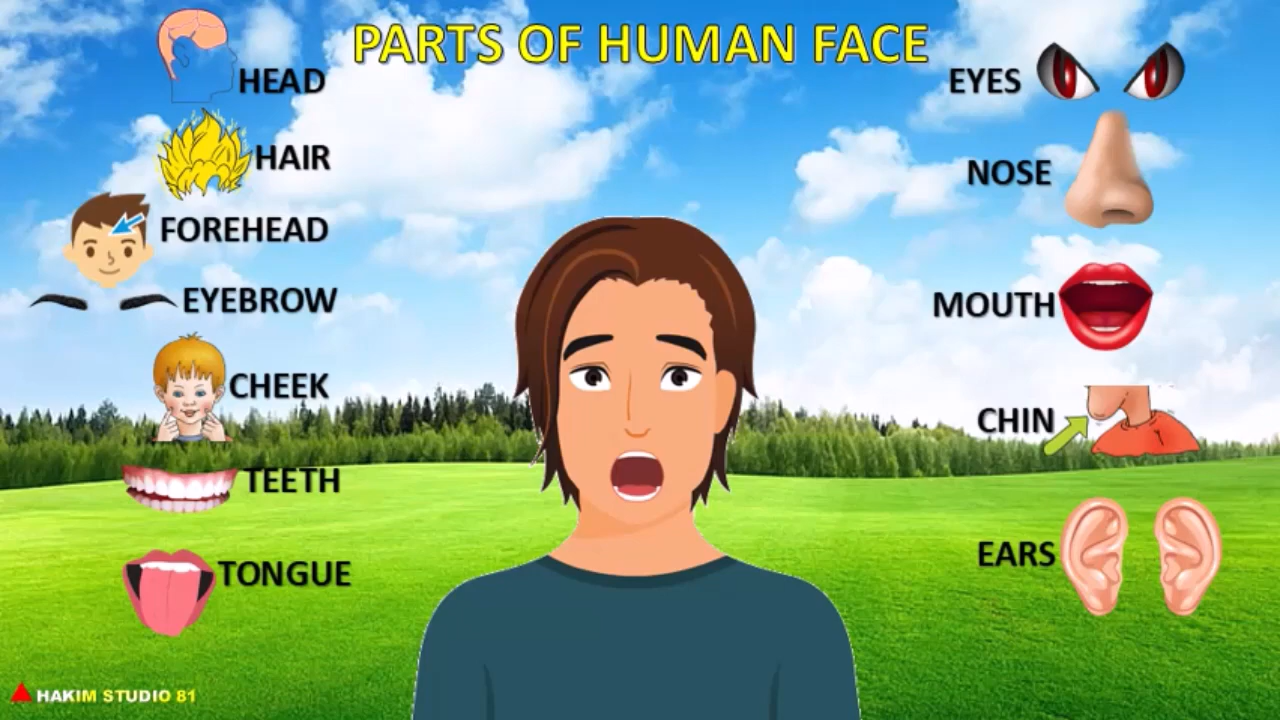 PARTS OF HUMAN FACE
HEAD
HAIR
FOREHEAD
EYEBROW
CHEEK
TEETH
TONGUE
EYES
NOSE
MOUTH
CHIN
EARS
HAKIM STUDIO 81